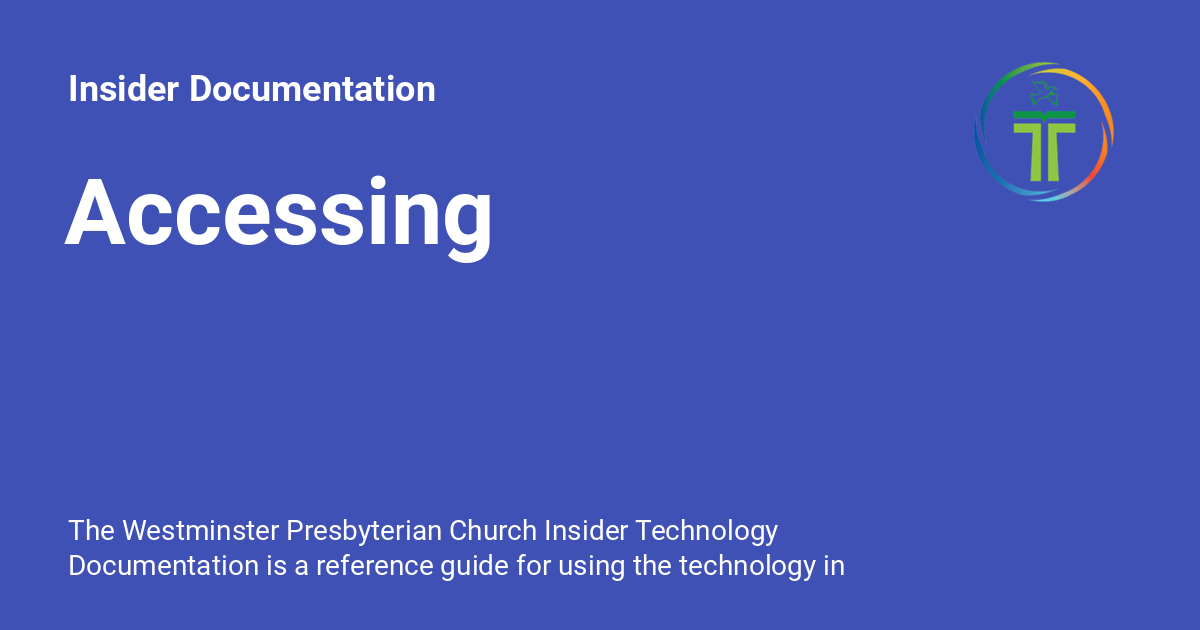 Insider Documentation
Accessing
The Westminster Presbyterian Church Insider Technology
Documentation is a reference guide for using the technology in